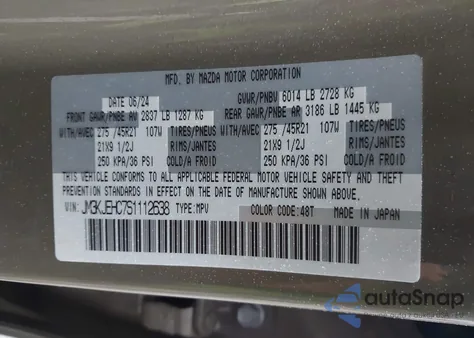 MFD. BY MAZDA MOTOR CORPORATION
DATE 06/24 GVWR/PNBV 6014 LB 2728 KG
FRONT GAWR/PNBE AV 2837 LB 1287 KG REAR GAWR/PNBE AR 3186 LB 1445 KG
WITH/AVEC 275 /45R21 107W TIRES/PNEUS WITH/AVEC 275 /45R21 107W TIRES/PNEUS
21X9 1/2J RIMS/JANTES 21X9 1/2J RIMS/JANTES
250 KPA/36 PSI COLD/A FROID 250 KPA/36 PSI COLD/A FROID
THIS VEHICLE CONFORMS TO ALL APPLICABLE FEDERAL MOTOR VEHICLE SAFETY AND THEFT
PREVENTION STANDARDS IN EFFECT ON THE DATE OF MANUFACTURE SHOWN ABOVE.
VIN: JM3KJEHC7S1112638 TYPE:MPV COLOR CODE:48T MADE IN JAPAN
autoSnap